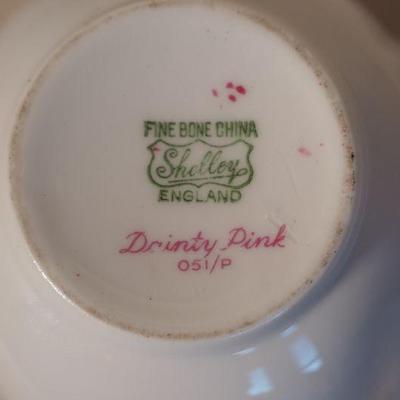 FINE BONE CHINA
Shelley
ENGLAND
Dainty Pink
051/P